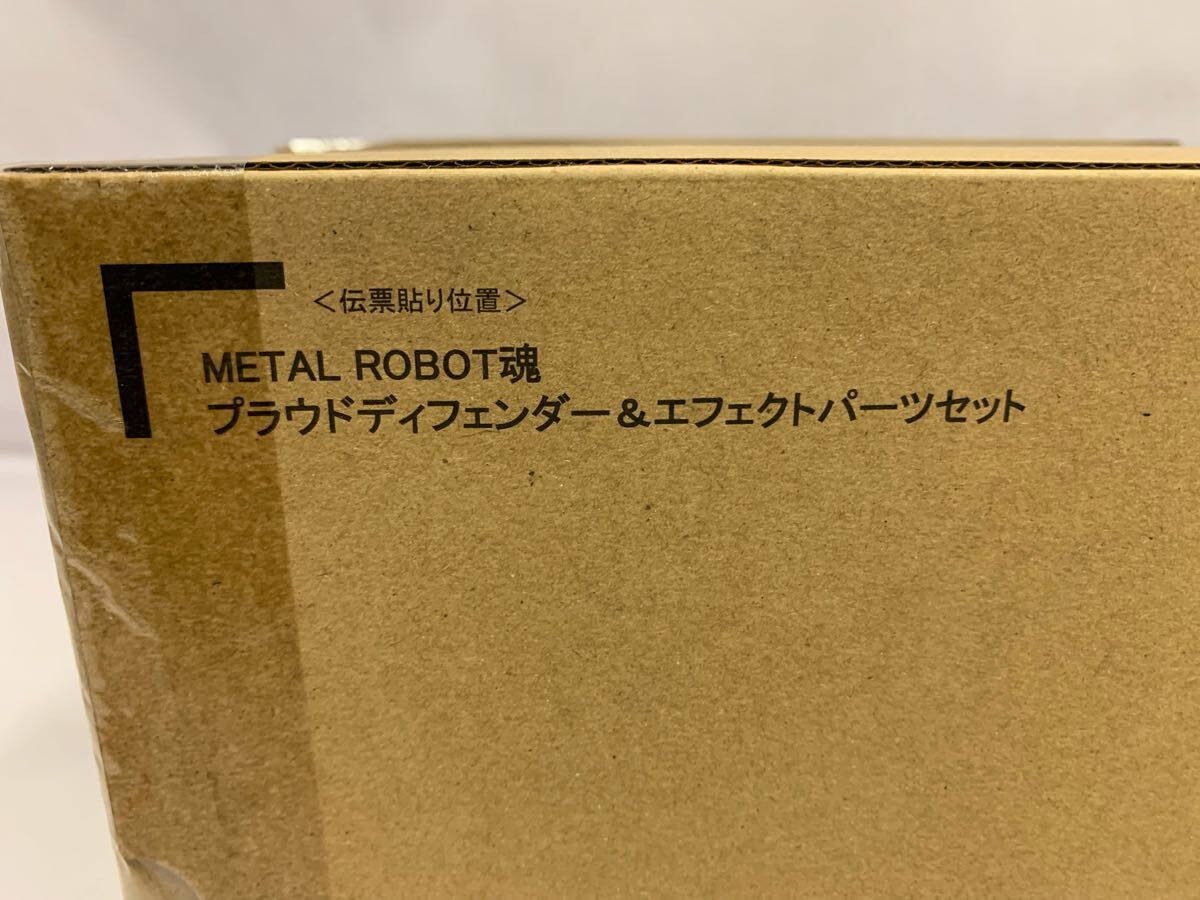 ＜伝票貼り位置＞
METAL ROBOT魂
プラウドディフェンダー＆エフェクトパーツセット